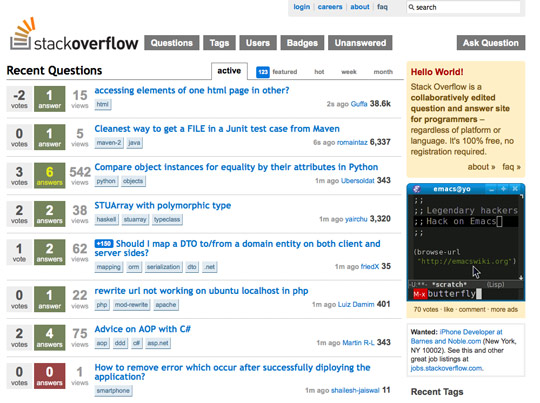 login | careers | about | faq search
stackoverflow Questions Tags Users Badges Unanswered Ask Question
Recent Questions active 123 featured hot week month
-2 votes 1 answer 15 views accessing elements of one html page in other?
html 2s ago Guffa 38.6k
0 votes 1 answer 5 views Cleanest way to get a FILE in a Junit test case from Maven
maven-2 java 6s ago romaintaz 6,337
3 votes 6 answers 542 views Compare object instances for equality by their attributes in Python
python objects 1m ago Ubersoldat 343
2 votes 2 answers 38 views STUArray with polymorphic type
haskell stuarray typeclass 1m ago yairchu 3,320
1 vote 2 answers 62 views +150 Should I map a DTO to/from a domain entity on both client and
server sides?
mapping orm serialization dto .net 1m ago friedX 35
0 votes 1 answer 22 views rewrite url not working on ubuntu localhost in php
php mod-rewrite apache 1m ago Luiz Damim 401
2 votes 4 answers 75 views Advice on AOP with C#
aop ddd c# asp.net 1m ago Martin R-L 343
0 votes 0 answers 1 view How to remove error which occur after successfully diploying the
application?
smartphone 1m ago shailesh-jaiswal 11
Hello World!
Stack Overflow is a
collaboratively edited
question and answer
site for programmers –
regardless of platform or
language. It's 100% free, no
registration required.
about » faq »
emacs@yo
;;
;; Legendary hackers
;; Hack on Emacs
;;
(browse-url
"http://emacswiki.org")
*scratch* (Lisp)
M-x butterfly
70 votes · like · comment · more ads
Wanted: iPhone Developer at
Barnes and Noble.com (New York,
NY 10002). See this and other
great job listings at
jobs.stackoverflow.com.
Recent Tags